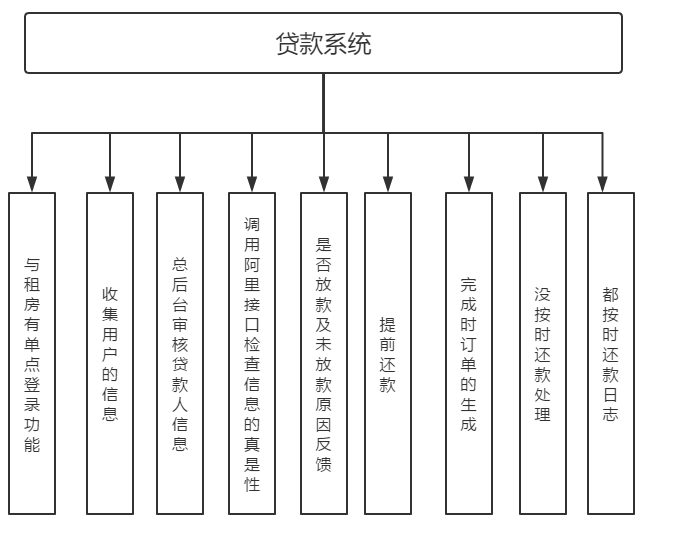 贷款系统
与租房有单点登录功能
收集用户的信息
总后台审核贷款人信息
调用阿里接口检查信息的真是性
是否放款及未放款原因反馈
提前还款
完成时订单的生成
没按时还款处理
都按时还款日志